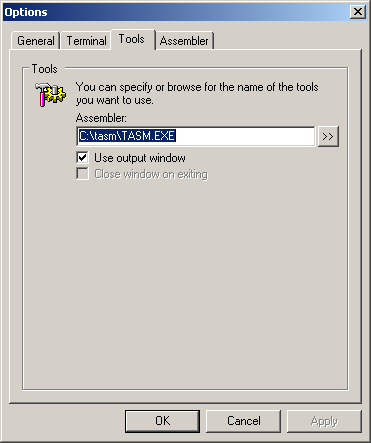 Options
General Terminal Tools Assembler
Tools
You can specify or browse for the name of the tools
you want to use.
Assembler:
C:\tasm\TASM.EXE >>
Use output window
Close window on exiting
OK Cancel Apply